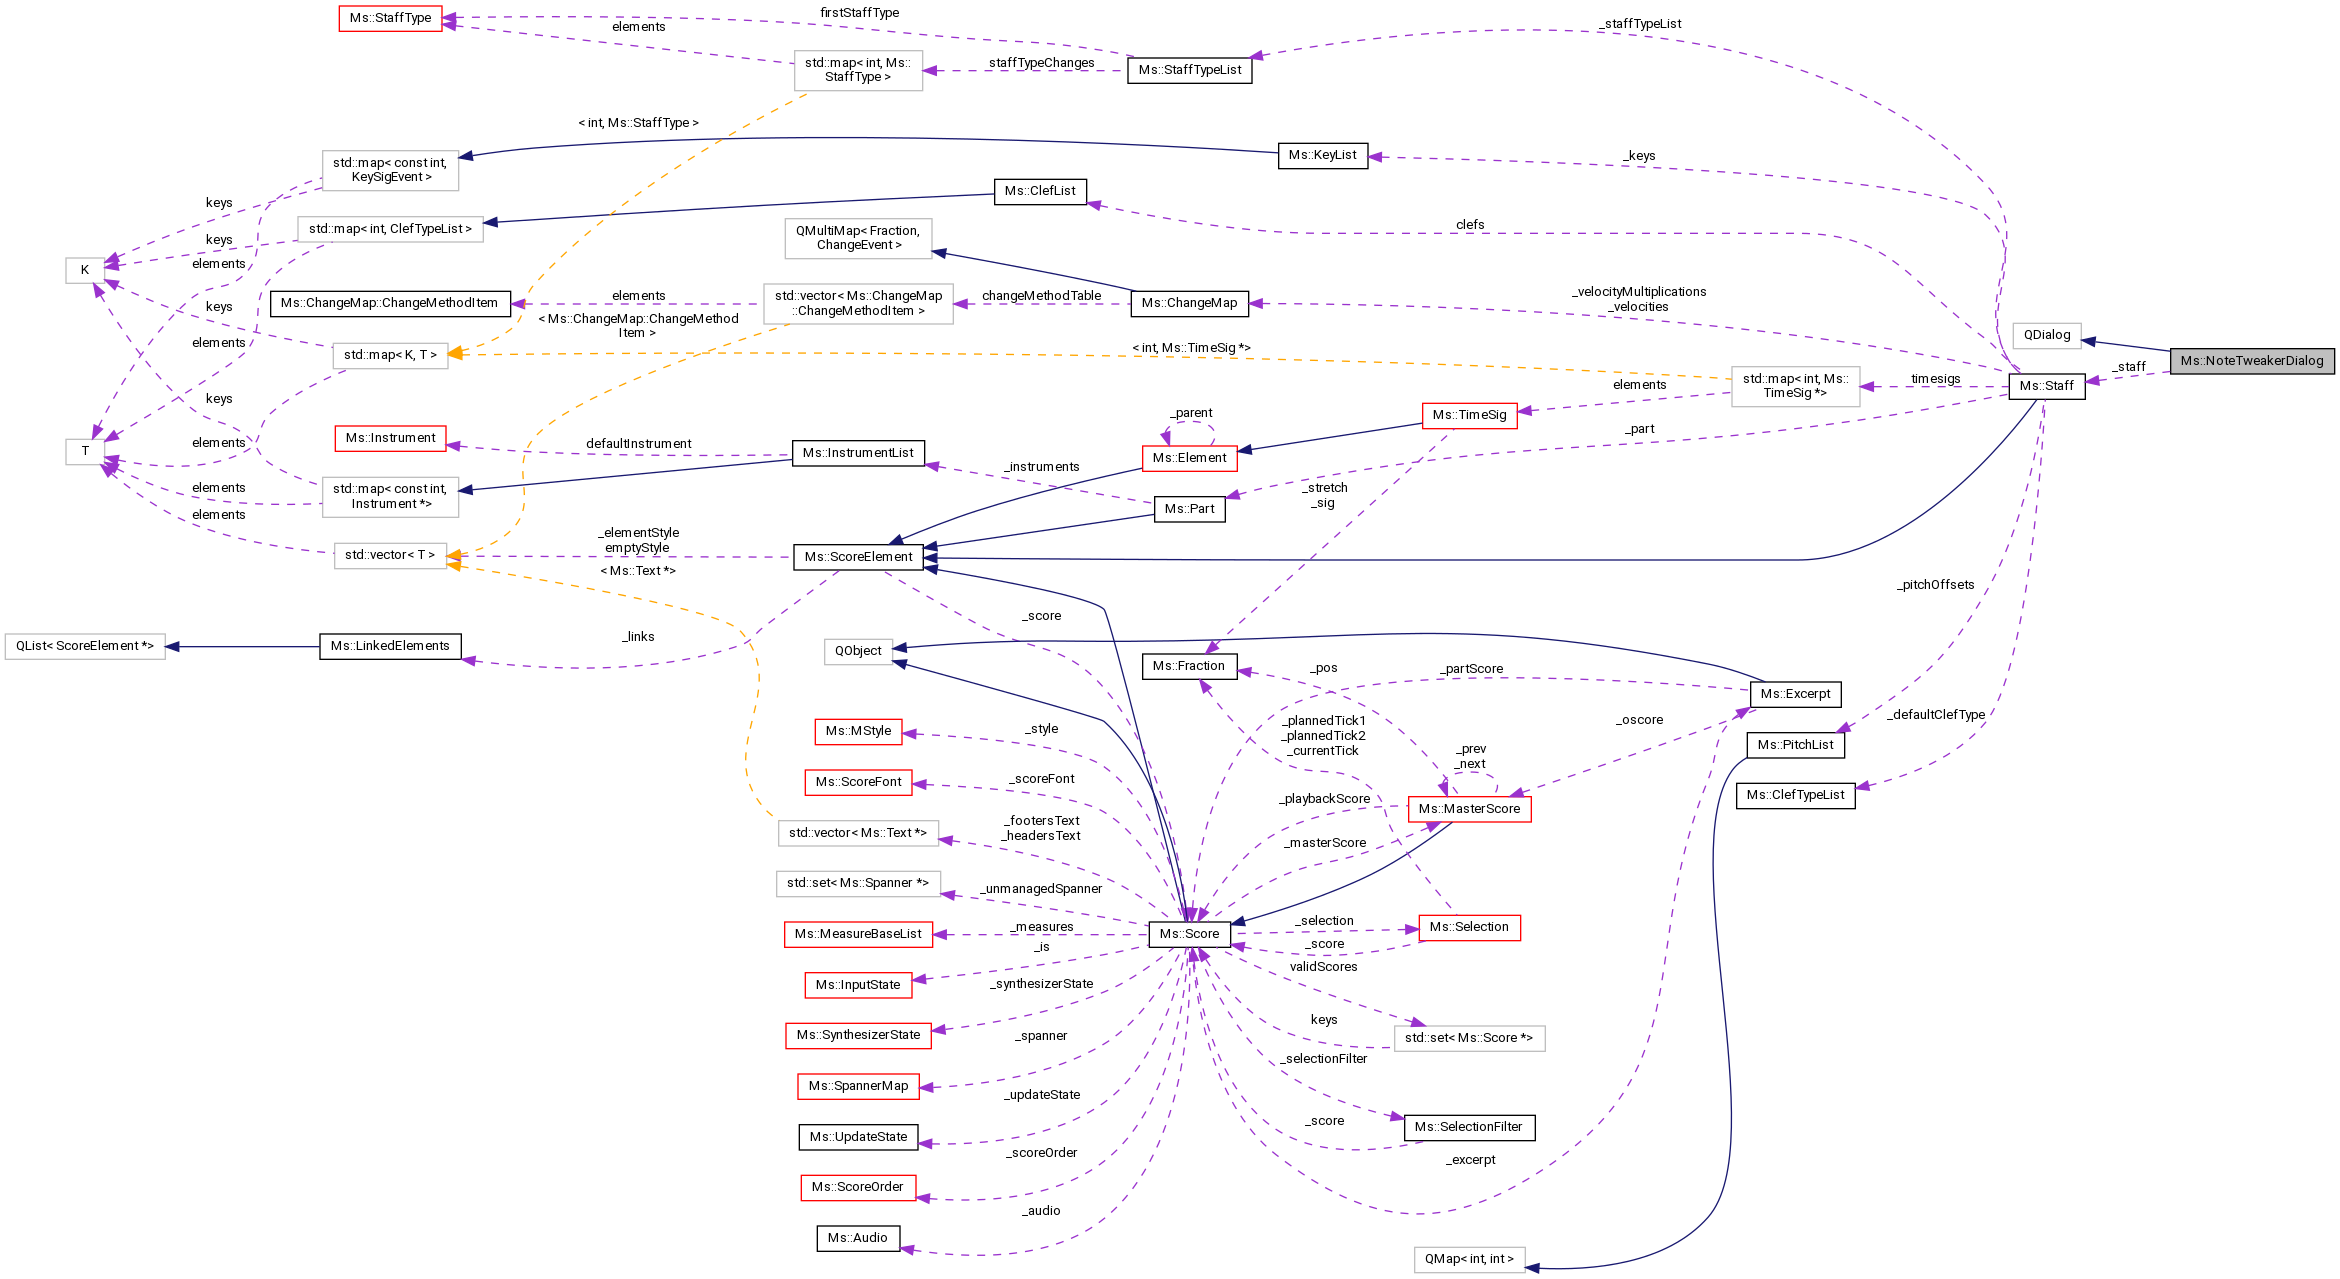 Ms::StaffType
firstStaffType
elements
_staffTypeList
std::map< int, Ms::
StaffType >
staffTypeChanges
Ms::StaffTypeList
< int, Ms::StaffType >
std::map< const int,
KeySigEvent >
Ms::KeyList
_keys
keys
Ms::ClefList
std::map< int, ClefTypeList >
clefs
QMultiMap< Fraction,
ChangeEvent >
keys
elements
K
Ms::ChangeMap::ChangeMethodItem
elements
std::vector< Ms::ChangeMap
::ChangeMethodItem >
changeMethodTable
Ms::ChangeMap
_velocityMultiplications
_velocities
keys
< Ms::ChangeMap::ChangeMethod
Item >
QDialog
elements
std::map< K, T >
< int, Ms::TimeSig *>
Ms::NoteTweakerDialog
_staff
std::map< int, Ms::
TimeSig *>
timesigs
Ms::Staff
elements
keys
Ms::TimeSig
_parent
_part
Ms::Instrument
defaultInstrument
elements
T
Ms::InstrumentList
Ms::Element
_instruments
elements
std::map< const int,
Instrument *>
_stretch
_sig
Ms::Part
elements
_elementStyle
emptyStyle
std::vector< T >
Ms::ScoreElement
< Ms::Text *>
_pitchOffsets
_score
_links
QList< ScoreElement *>
Ms::LinkedElements
QObject
Ms::Fraction
_pos
_partScore
Ms::Excerpt
_plannedTick1
_plannedTick2
_currentTick
_oscore
_defaultClefType
Ms::MStyle
_style
_prev
_next
Ms::PitchList
Ms::ScoreFont
_scoreFont
_playbackScore
Ms::MasterScore
Ms::ClefTypeList
_footersText
_headersText
std::vector< Ms::Text *>
_masterScore
std::set< Ms::Spanner *>
_unmanagedSpanner
Ms::MeasureBaseList
_measures
Ms::Score
_selection
Ms::Selection
_score
_is
Ms::InputState
validScores
_synthesizerState
Ms::SynthesizerState
keys
std::set< Ms::Score *>
_spanner
_selectionFilter
Ms::SpannerMap
_updateState
Ms::UpdateState
_score
Ms::SelectionFilter
_scoreOrder
_excerpt
Ms::ScoreOrder
_audio
Ms::Audio
QMap< int, int >